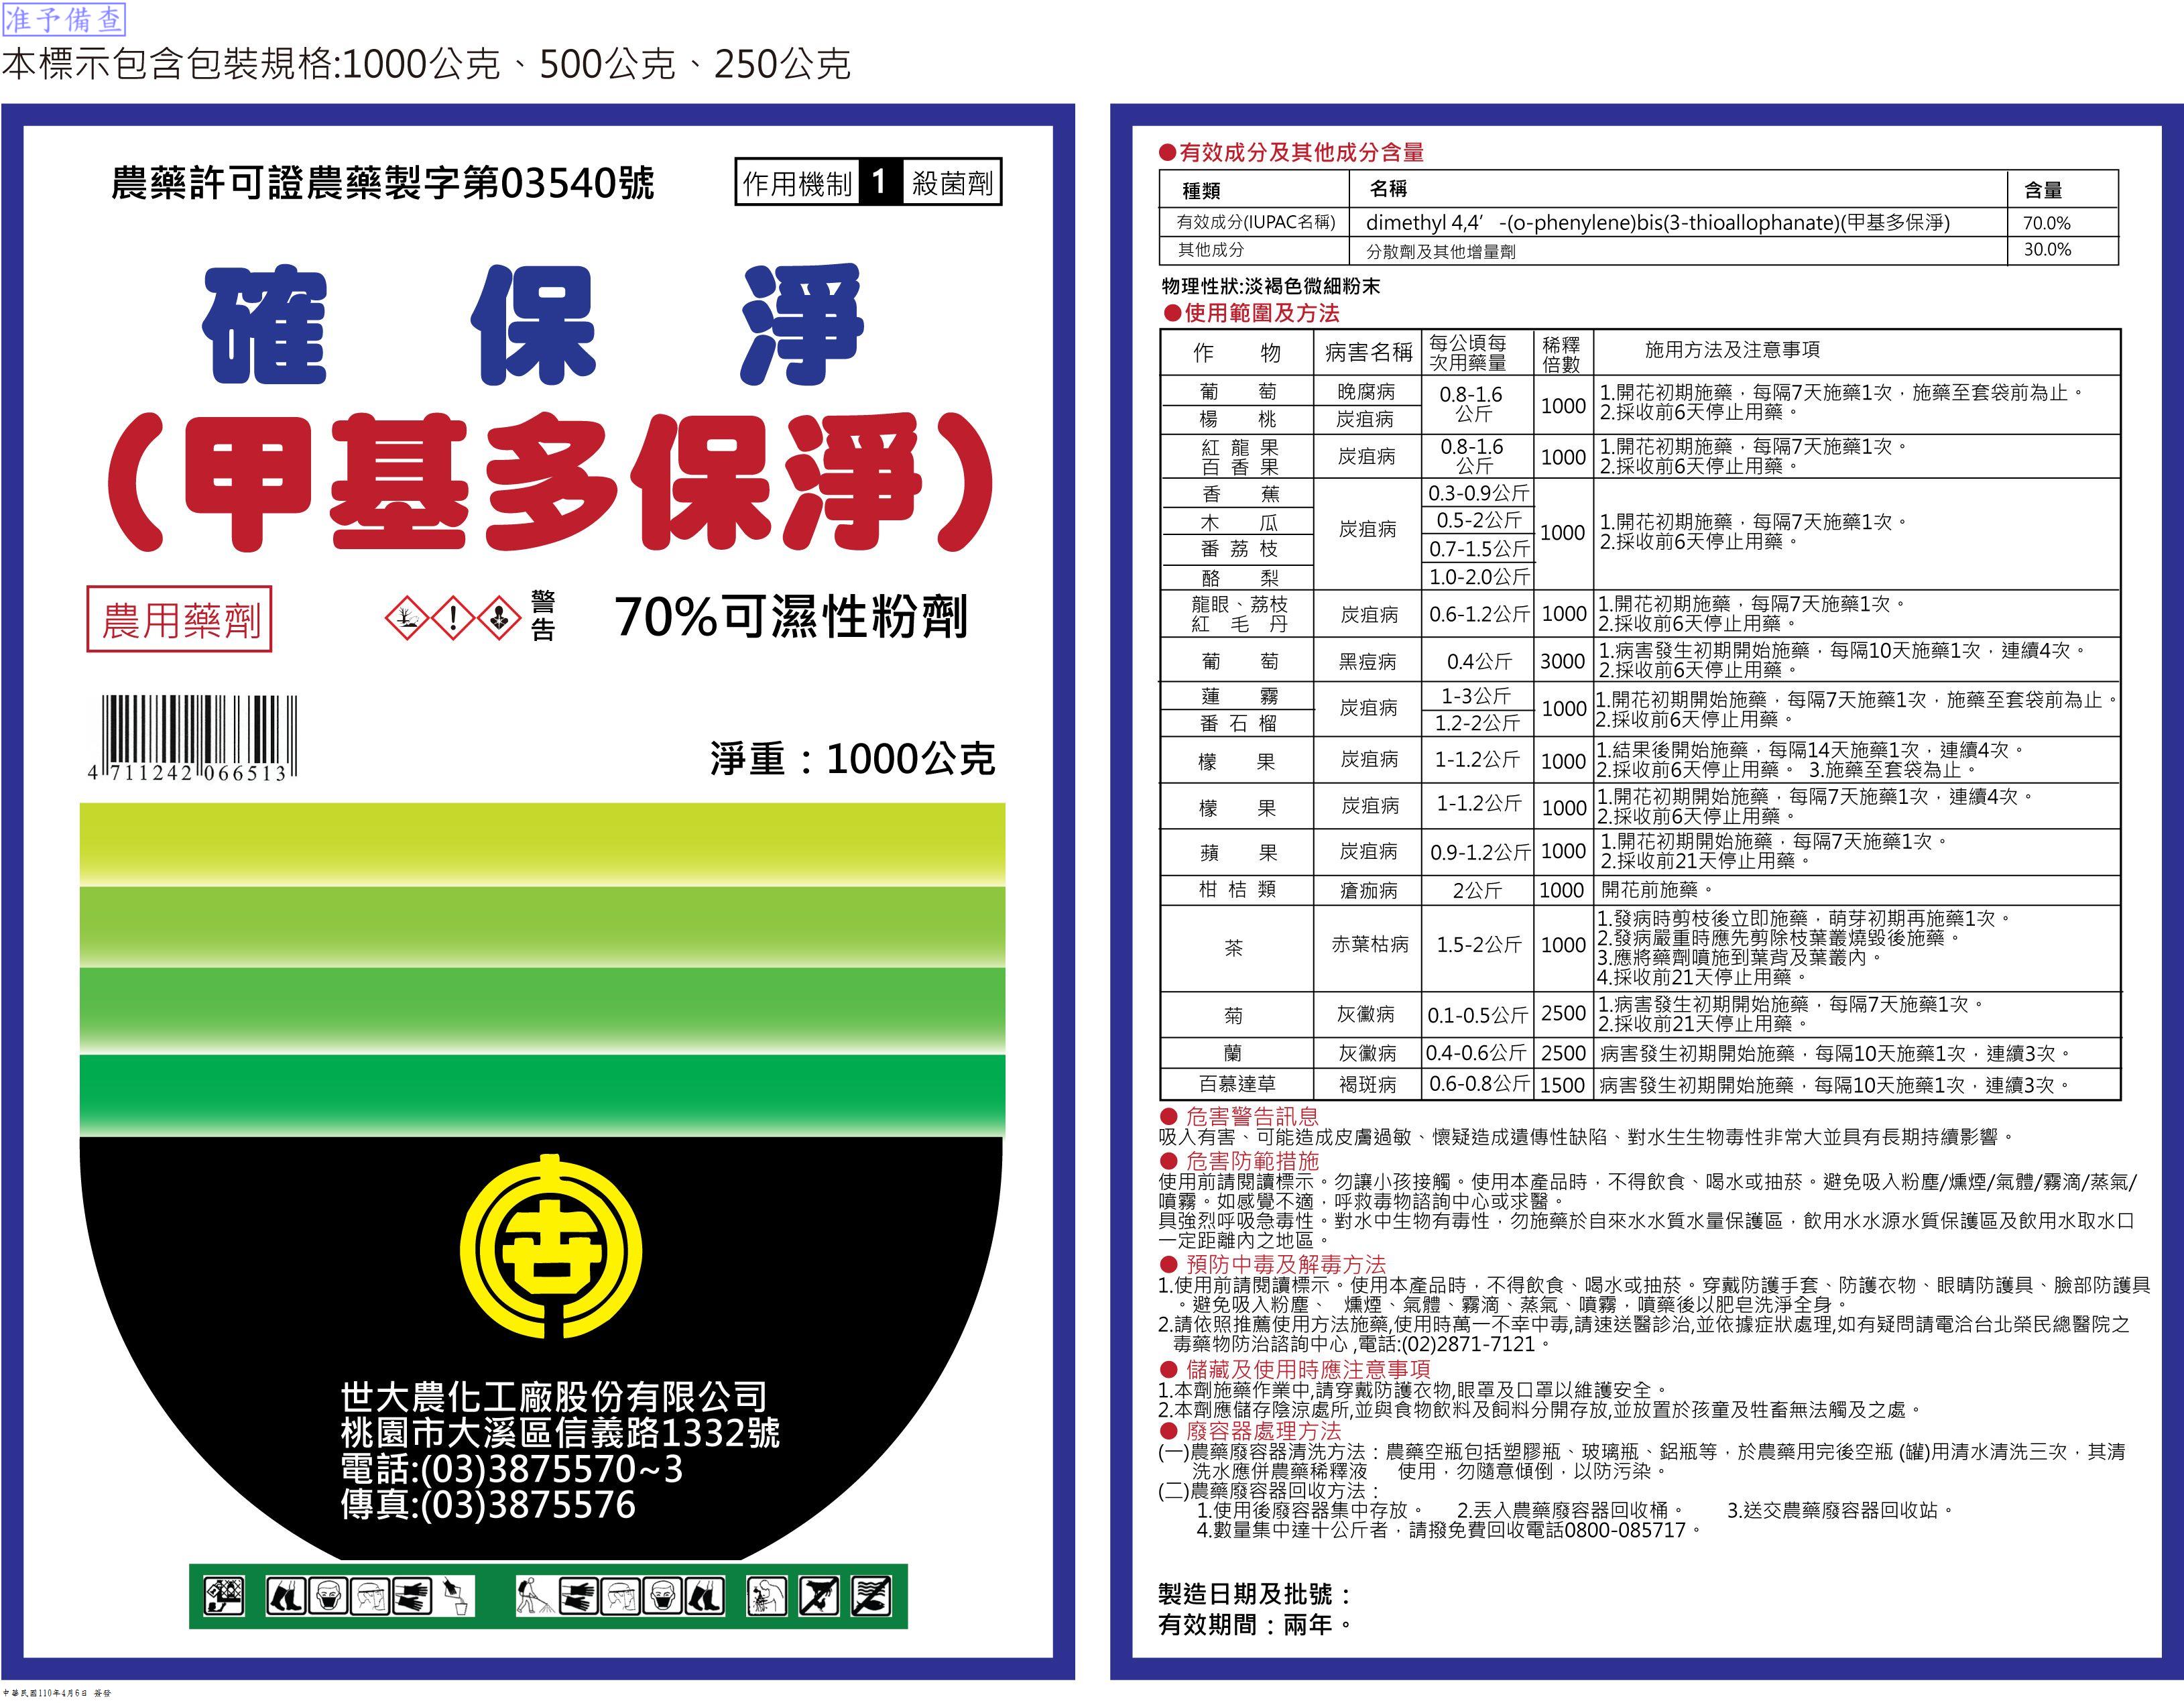 准予備查
本標示包含包裝規格:1000公克、500公克、250公克
農藥許可證農藥製字第03540號
作用機制 1 殺菌劑
確 保 淨
(甲基多保淨)
農用藥劑
警告
70%可濕性粉劑
4 711242 066513
淨重：1000公克
世大農化工廠股份有限公司
桃園市大溪區信義路1332號
電話:(03)3875570~3
傳真:(03)3875576
●有效成分及其他成分含量
種類 名稱 含量
有效成分(IUPAC名稱) dimethyl 4,4′-(o-phenylene)bis(3-thioallophanate)(甲基多保淨) 70.0%
其他成分 分散劑及其他增量劑 30.0%
物理性狀:淡褐色微細粉末
●使用範圍及方法
作 物 病害名稱 每公頃每次用藥量 稀釋倍數 施用方法及注意事項
葡 萄 晚腐病 0.8-1.6公斤 1000 1.開花初期施藥，每隔7天施藥1次，施藥至套袋前為止。
楊 桃 炭疽病 2.採收前6天停止用藥。
紅龍果 炭疽病 0.8-1.6公斤 1000 1.開花初期施藥，每隔7天施藥1次。
百香果 2.採收前6天停止用藥。
香 蕉 炭疽病 0.3-0.9公斤 1000 1.開花初期施藥，每隔7天施藥1次。
木 瓜 0.5-2公斤 2.採收前6天停止用藥。
番荔枝 0.7-1.5公斤
酪 梨 1.0-2.0公斤
龍眼、荔枝 炭疽病 0.6-1.2公斤 1000 1.開花初期施藥，每隔7天施藥1次。
紅毛丹 2.採收前6天停止用藥。
葡 萄 黑痘病 0.4公斤 3000 1.病害發生初期開始施藥，每隔10天施藥1次，連續4次。
2.採收前6天停止用藥。
蓮 霧 炭疽病 1-3公斤 1000 1.開花初期開始施藥，每隔7天施藥1次，施藥至套袋前為止。
番石榴 1.2-2公斤 2.採收前6天停止用藥。
檬 果 炭疽病 1-1.2公斤 1000 1.結果後開始施藥，每隔14天施藥1次，連續4次。
2.採收前6天停止用藥。 3.施藥至套袋為止。
檬 果 炭疽病 1-1.2公斤 1000 1.開花初期開始施藥，每隔7天施藥1次，連續4次。
2.採收前6天停止用藥。
蘋 果 炭疽病 0.9-1.2公斤 1000 1.開花初期開始施藥，每隔7天施藥1次。
2.採收前21天停止用藥。
柑桔類 瘡痂病 2公斤 1000 開花前施藥。
茶 赤葉枯病 1.5-2公斤 1000 1.發病時剪枝後立即施藥，萌芽初期再施藥1次。
2.發病嚴重時應先剪除枝葉叢燒毀後施藥。
3.應將藥劑噴施到葉背及葉叢內。
4.採收前21天停止用藥。
菊 灰黴病 0.1-0.5公斤 2500 1.病害發生初期開始施藥，每隔7天施藥1次。
2.採收前21天停止用藥。
蘭 灰黴病 0.4-0.6公斤 2500 病害發生初期開始施藥，每隔10天施藥1次，連續3次。
百慕達草 褐斑病 0.6-0.8公斤 1500 病害發生初期開始施藥，每隔10天施藥1次，連續3次。
● 危害警告訊息
吸入有害、可能造成皮膚過敏、懷疑造成遺傳性缺陷、對水生生物毒性非常大並具有長期持續影響。
● 危害防範措施
使用前請閱讀標示。勿讓小孩接觸。使用本產品時，不得飲食、喝水或抽菸。避免吸入粉塵/燻煙/氣體/霧滴/蒸氣/
噴霧。如感覺不適，呼救毒物諮詢中心或求醫。
具強烈呼吸急毒性。對水中生物有毒性，勿施藥於自來水水質水量保護區，飲用水水源水質保護區及飲用水取水口
一定距離內之地區。
● 預防中毒及解毒方法
1.使用前請閱讀標示。使用本產品時，不得飲食、喝水或抽菸。穿戴防護手套、防護衣物、眼睛防護具、臉部防護具
。避免吸入粉塵、 燻煙、氣體、霧滴、蒸氣、噴霧，噴藥後以肥皂洗淨全身。
2.請依照推薦使用方法施藥,使用時萬一不幸中毒,請速送醫診治,並依據症狀處理,如有疑問請電洽台北榮民總醫院之
毒藥物防治諮詢中心,電話:(02)2871-7121。
● 儲藏及使用時應注意事項
1.本劑施藥作業中,請穿戴防護衣物,眼罩及口罩以維護安全。
2.本劑應儲存陰涼處所,並與食物飲料及飼料分開存放,並放置於孩童及牲畜無法觸及之處。
● 廢容器處理方法
(一)農藥廢容器清洗方法：農藥空瓶包括塑膠瓶、玻璃瓶、鋁瓶等，於農藥用完後空瓶 (罐)用清水清洗三次，其清
洗水應併農藥稀釋液 使用，勿隨意傾倒，以防污染。
(二)農藥廢容器回收方法：
1.使用後廢容器集中存放。 2.丟入農藥廢容器回收桶。 3.送交農藥廢容器回收站。
4.數量集中達十公斤者，請撥免費回收電話0800-085717。
製造日期及批號：
有效期間：兩年。
中華民國110年4月6日 簽發